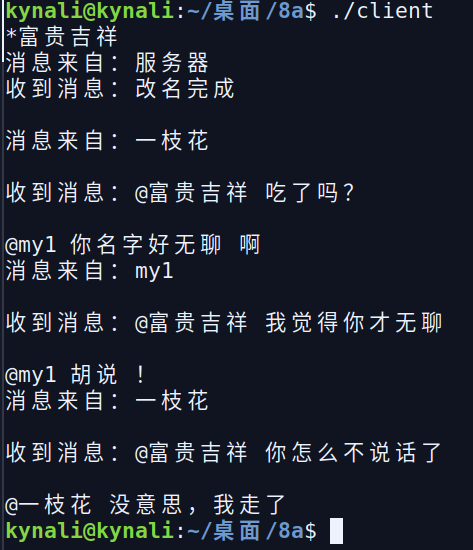 kynali@kynali:~/桌面/8a$ ./client
*富贵吉祥
消息来自：服务器
收到消息：改名完成
消息来自：一枝花
收到消息：@富贵吉祥 吃了吗？
@my1 你名字好无聊 啊
消息来自：my1
收到消息：@富贵吉祥 我觉得你才无聊
@my1 胡说 ！
消息来自：一枝花
收到消息：@富贵吉祥 你怎么不说话了
@一枝花 没意思，我走了
kynali@kynali:~/桌面/8a$